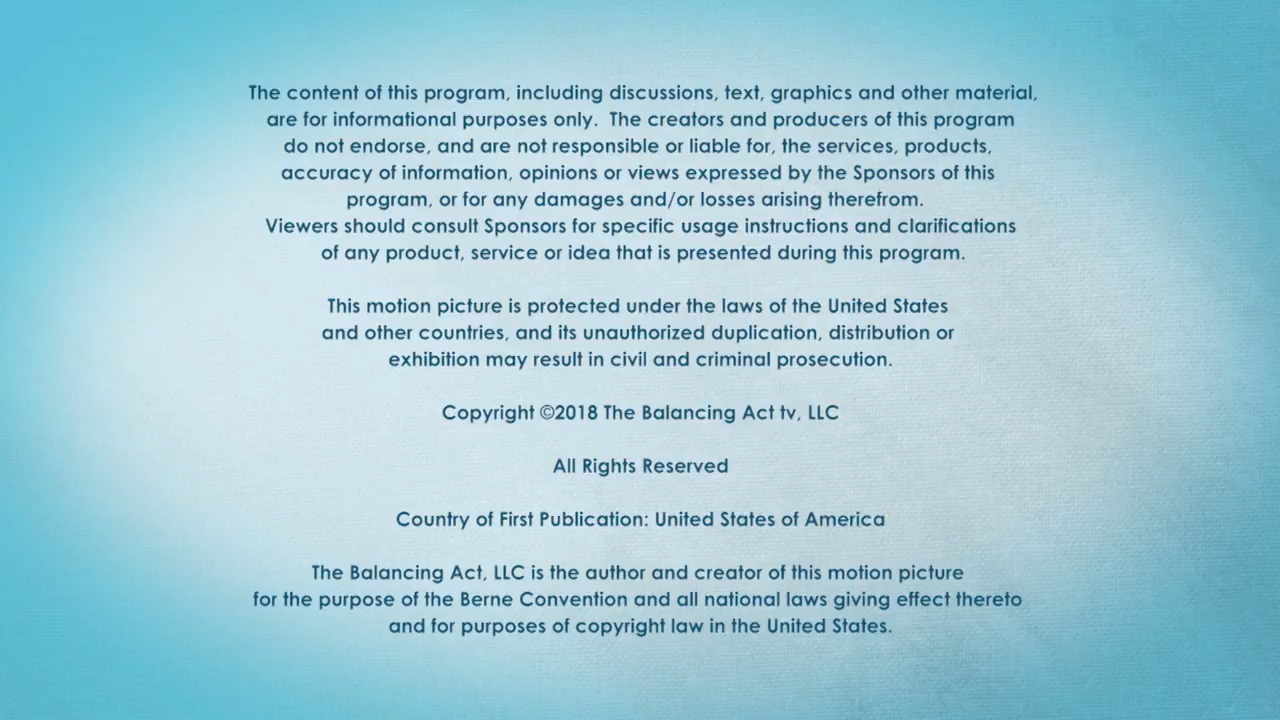 The content of this program, including discussions, text, graphics and other material,
are for informational purposes only.  The creators and producers of this program
do not endorse, and are not responsible or liable for, the services, products,
accuracy of information, opinions or views expressed by the Sponsors of this
program, or for any damages and/or losses arising therefrom.
Viewers should consult Sponsors for specific usage instructions and clarifications
of any product, service or idea that is presented during this program.
This motion picture is protected under the laws of the United States
and other countries, and its unauthorized duplication, distribution or
exhibition may result in civil and criminal prosecution.
Copyright ©2018 The Balancing Act tv, LLC
All Rights Reserved
Country of First Publication: United States of America
The Balancing Act, LLC is the author and creator of this motion picture
for the purpose of the Berne Convention and all national laws giving effect thereto
and for purposes of copyright law in the United States.